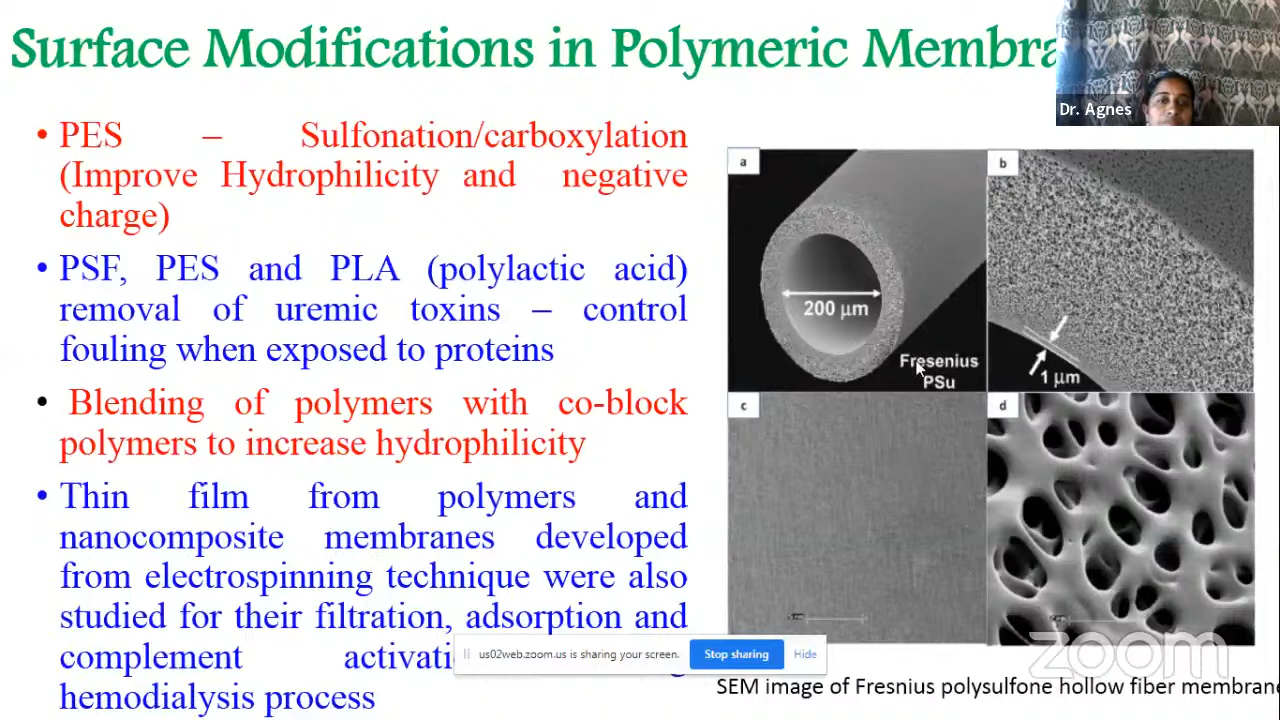 Surface Modifications in Polymeric Membra
Dr. Agnes
• PES – Sulfonation/carboxylation
(Improve Hydrophilicity and negative
charge)
• PSF, PES and PLA (polylactic acid)
removal of uremic toxins – control
fouling when exposed to proteins
• Blending of polymers with co-block
polymers to increase hydrophilicity
• Thin film from polymers and
nanocomposite membranes developed
from electrospinning technique were also
studied for their filtration, adsorption and
complement activati
hemodialysis process
a
200 µm
Fresenius
PSu
b
1 µm
c
d
zoom
us02web.zoom.us is sharing your screen.
Stop sharing
Hide
SEM image of Fresnius polysulfone hollow fiber membrane